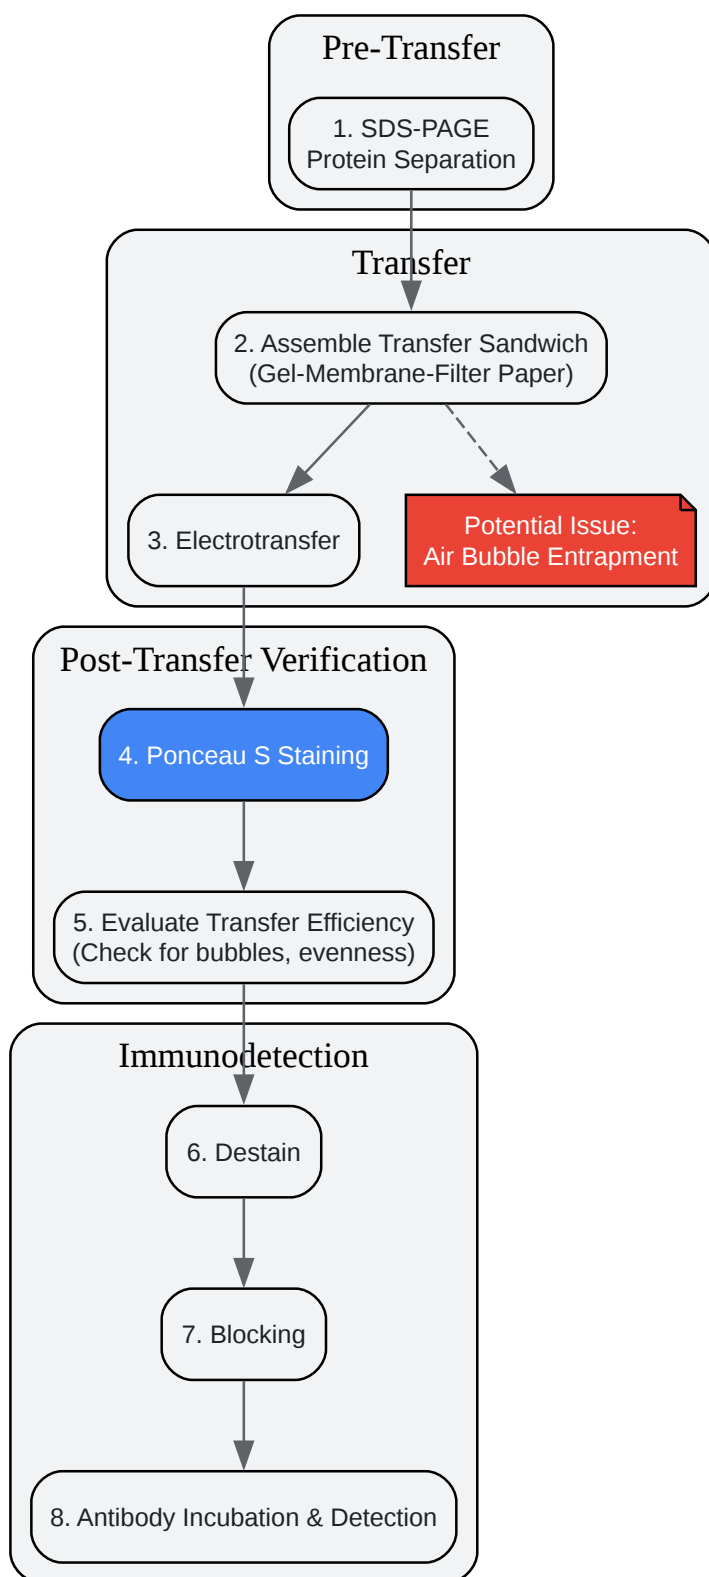 Pre-Transfer
1. SDS-PAGE
Protein Separation
Transfer
2. Assemble Transfer Sandwich
(Gel-Membrane-Filter Paper)
3. Electrotransfer
Potential Issue:
Air Bubble Entrapment
Post-Transfer Verification
4. Ponceau S Staining
5. Evaluate Transfer Efficiency
(Check for bubbles, evenness)
Immunodetection
6. Destain
7. Blocking
8. Antibody Incubation & Detection